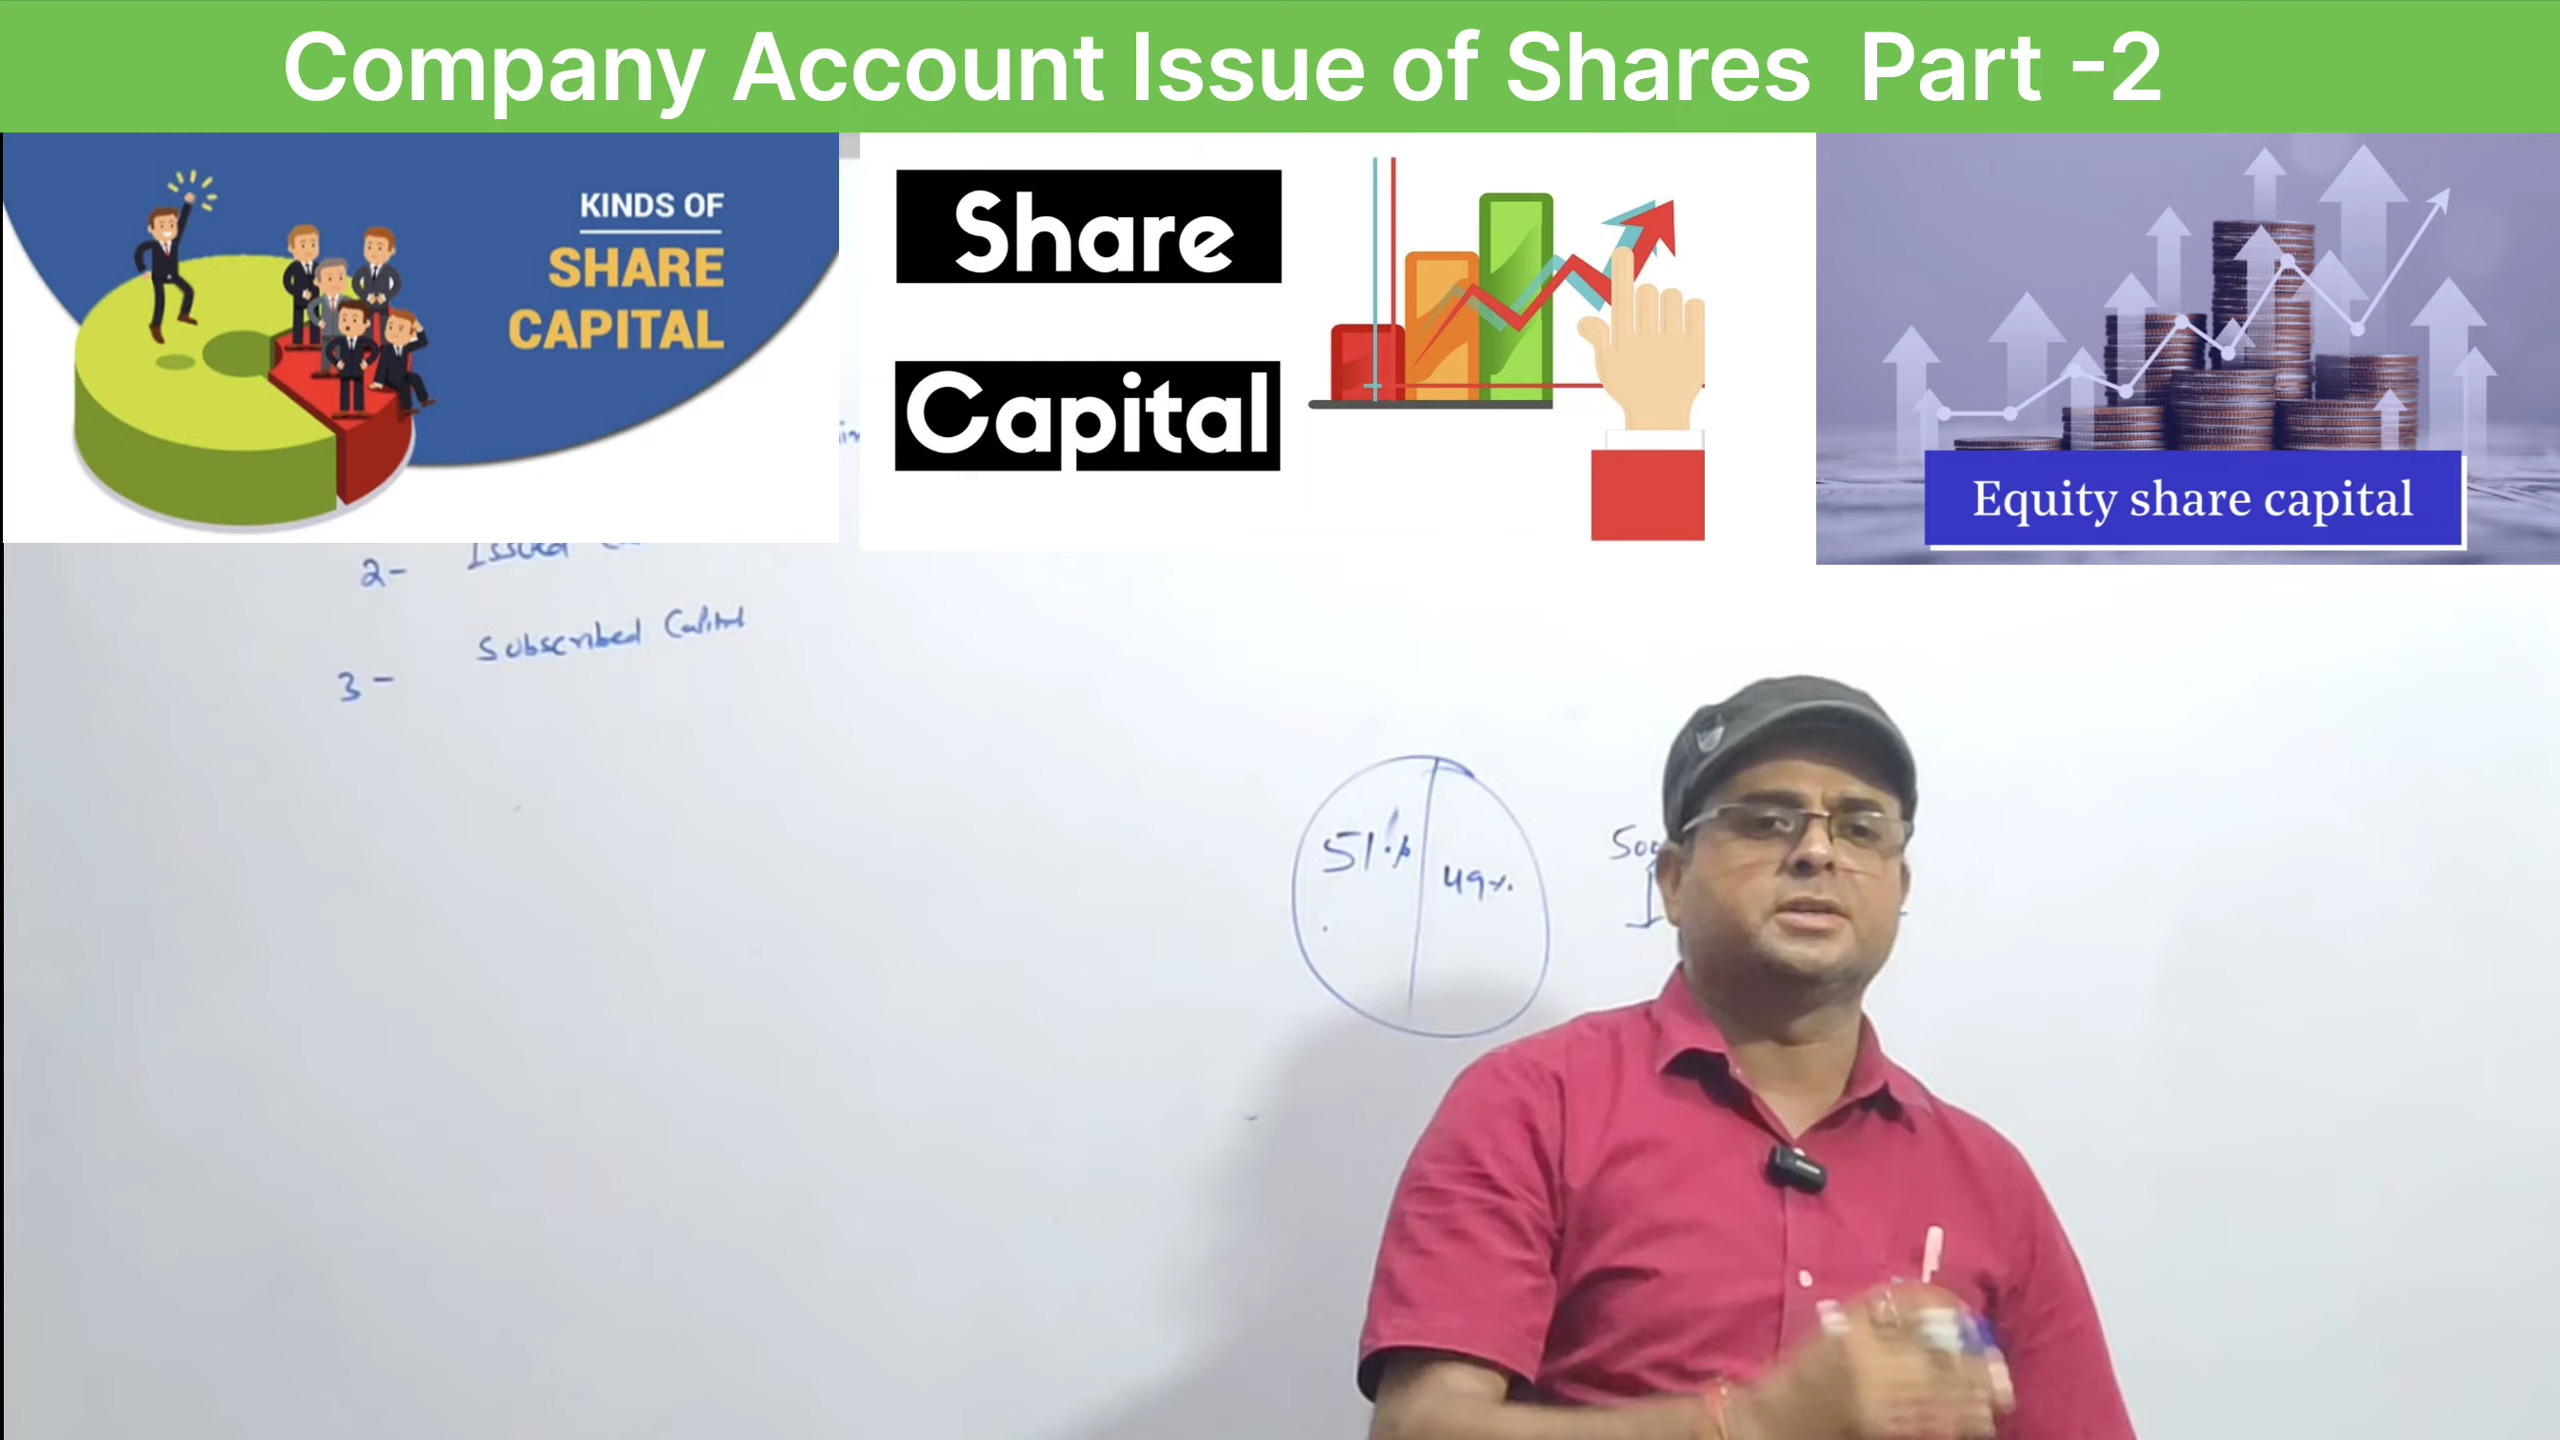 Company Account Issue of Shares Part -2
KINDS OF
SHARE
CAPITAL
Share
Capital
Equity share capital
2- Issued
3- Subscribed Capital
51%
49%